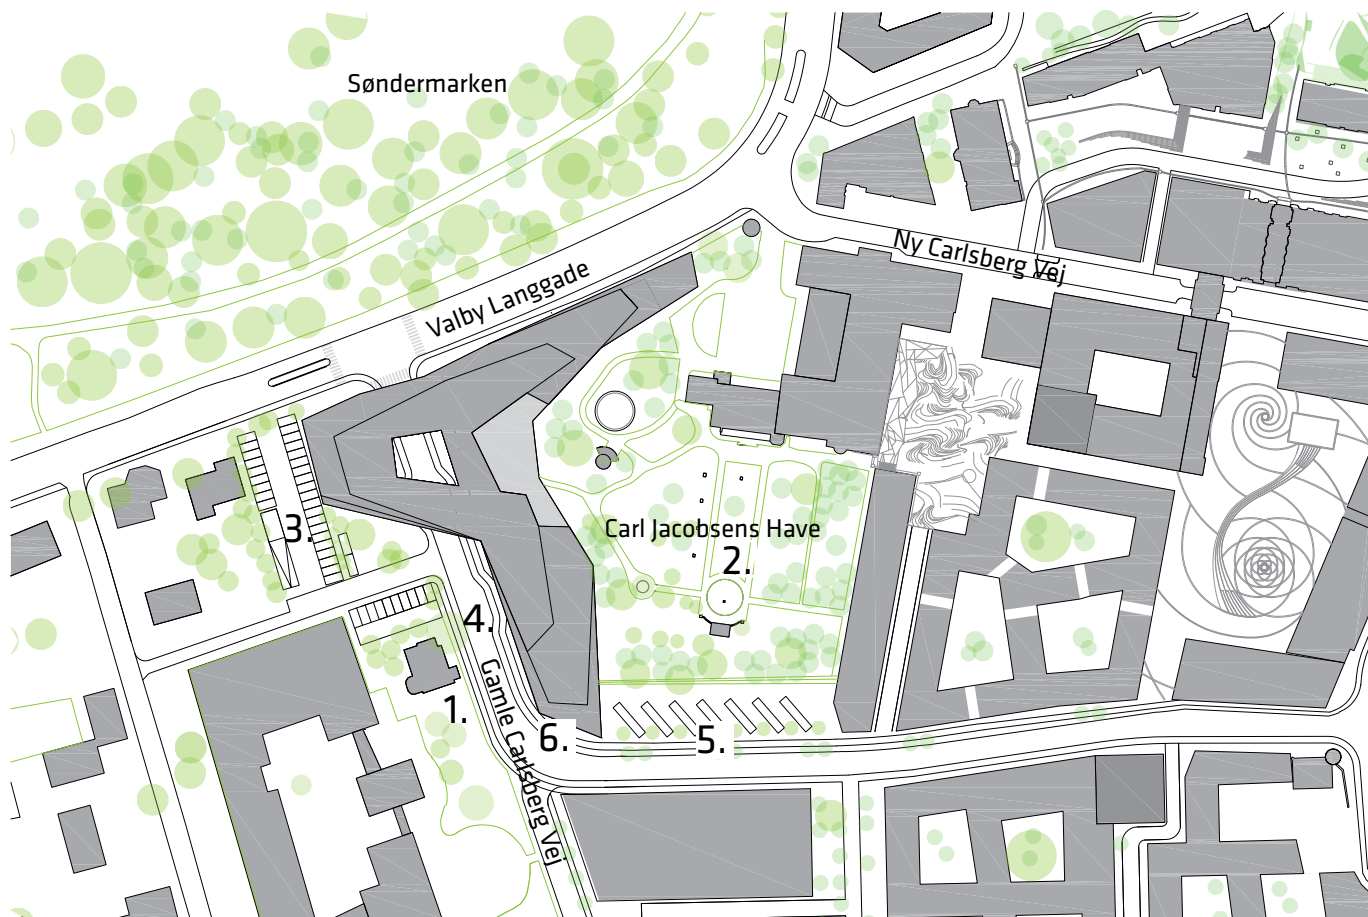 Søndermarken
Ny Carlsberg Vej
Valby Langgade
3.
Carl Jacobsens Have
2.
4.
1.
Gamle Carlsberg Vej
6.
5.